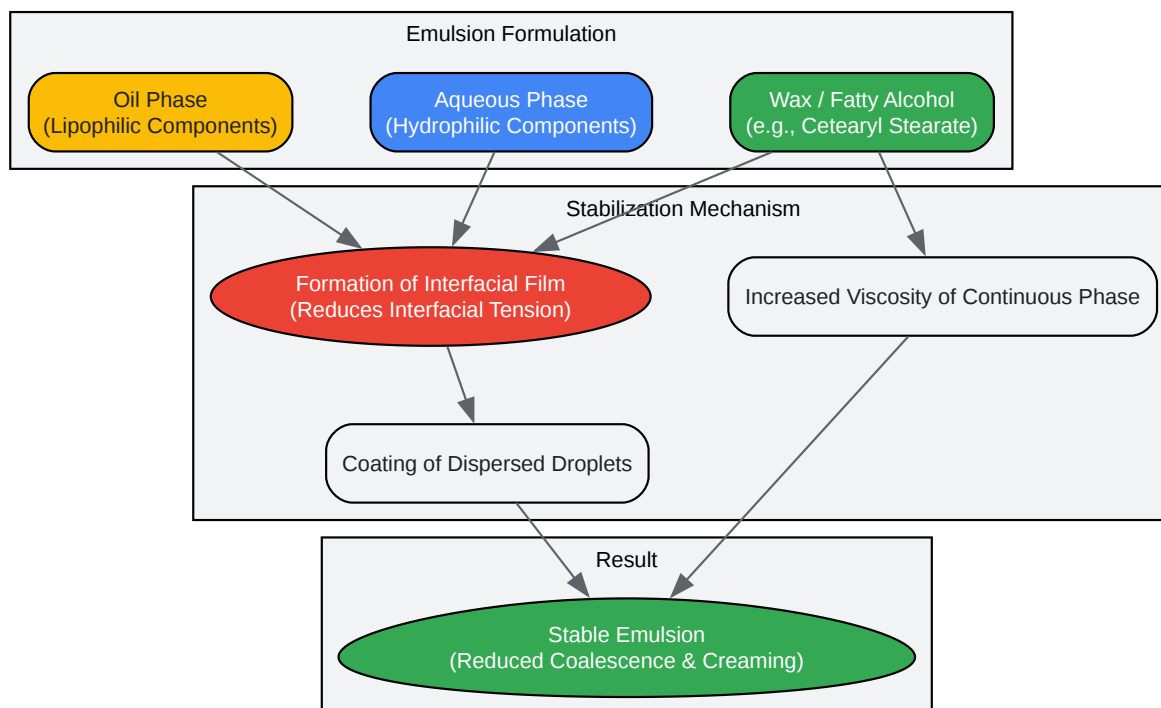 Emulsion Formulation
Oil Phase
(Lipophilic Components)
Aqueous Phase
(Hydrophilic Components)
Wax / Fatty Alcohol
(e.g., Cetearyl Stearate)
Stabilization Mechanism
Formation of Interfacial Film
(Reduces Interfacial Tension)
Increased Viscosity of Continuous Phase
Coating of Dispersed Droplets
Result
Stable Emulsion
(Reduced Coalescence & Creaming)